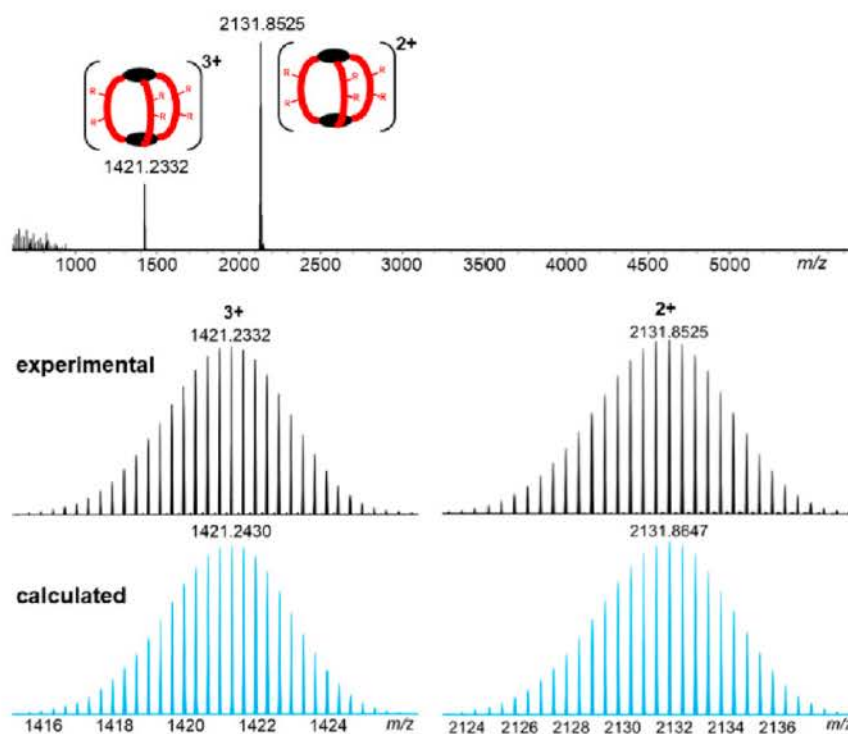 2131.8525
3+
2+
R R R R R R
R R R R R R
1421.2332
1000 1500 2000 2500 3000 3500 4000 4500 5000 m/z
3+
2+
1421.2332
2131.8525
experimental
1421.2430
2131.8647
calculated
1416 1418 1420 1422 1424 m/z
2124 2126 2128 2130 2132 2134 2136 m/z